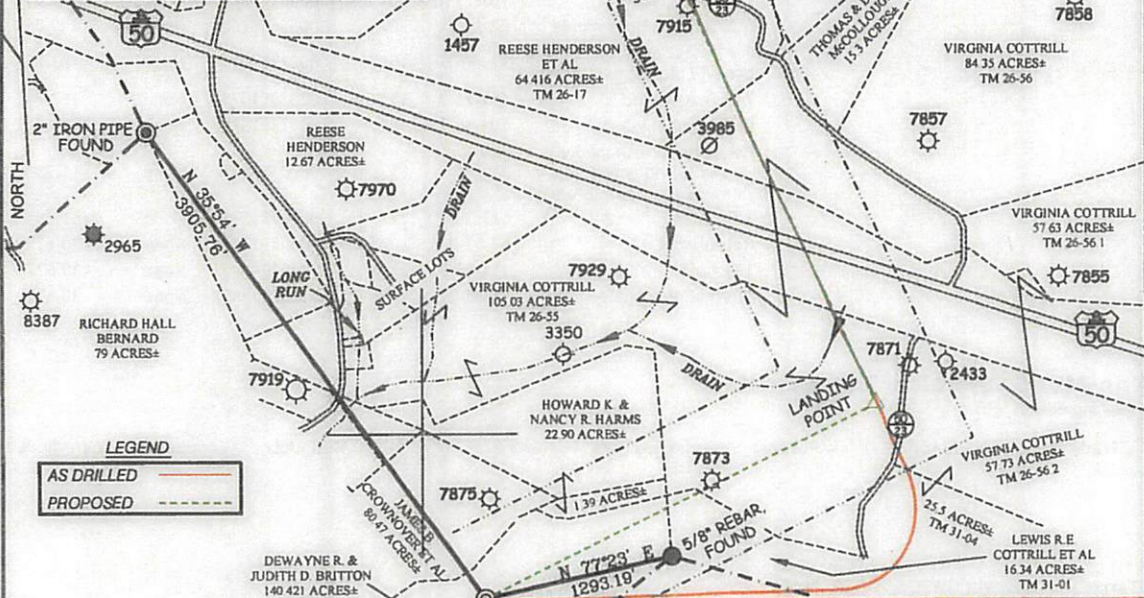 50
7915
23
7858
1457
REESE HENDERSON
ET AL
64 416 ACRES±
TM 26-17
DRAIN
THOMAS &
McCOLLOUGH
15.3 ACRES±
VIRGINIA COTTRILL
84 35 ACRES±
TM 26-56
2" IRON PIPE
FOUND
REESE
HENDERSON
12.67 ACRES±
3985
7857
NORTH
7970
N 35°54' W
3905.76'
DRAIN
2965
VIRGINIA COTTRILL
57 63 ACRES±
TM 26-56 1
LONG
RUN
SURFACE LOTS
7929
7855
VIRGINIA COTTRILL
105 03 ACRES±
TM 26-55
8387
RICHARD HALL
BERNARD
79 ACRES±
3350
50
7871
2433
7919
DRAIN
LANDING
POINT
HOWARD K. &
NANCY R. HARMS
22 90 ACRES±
23
LEGEND
AS DRILLED
PROPOSED
7873
VIRGINIA COTTRILL
57 73 ACRES±
TM 26-56 2
7875
1 39 ACRES±
25.5 ACRES±
TM 31-04
JAMES B
CROWNOVER ET AL
80.47 ACRES±
5/8" REBAR,
FOUND
DEWAYNE R. &
JUDITH D. BRITTON
140 421 ACRES±
N 77°23' E
1293.19'
LEWIS R.E
COTTRILL ET AL
16.34 ACRES±
TM 31-01